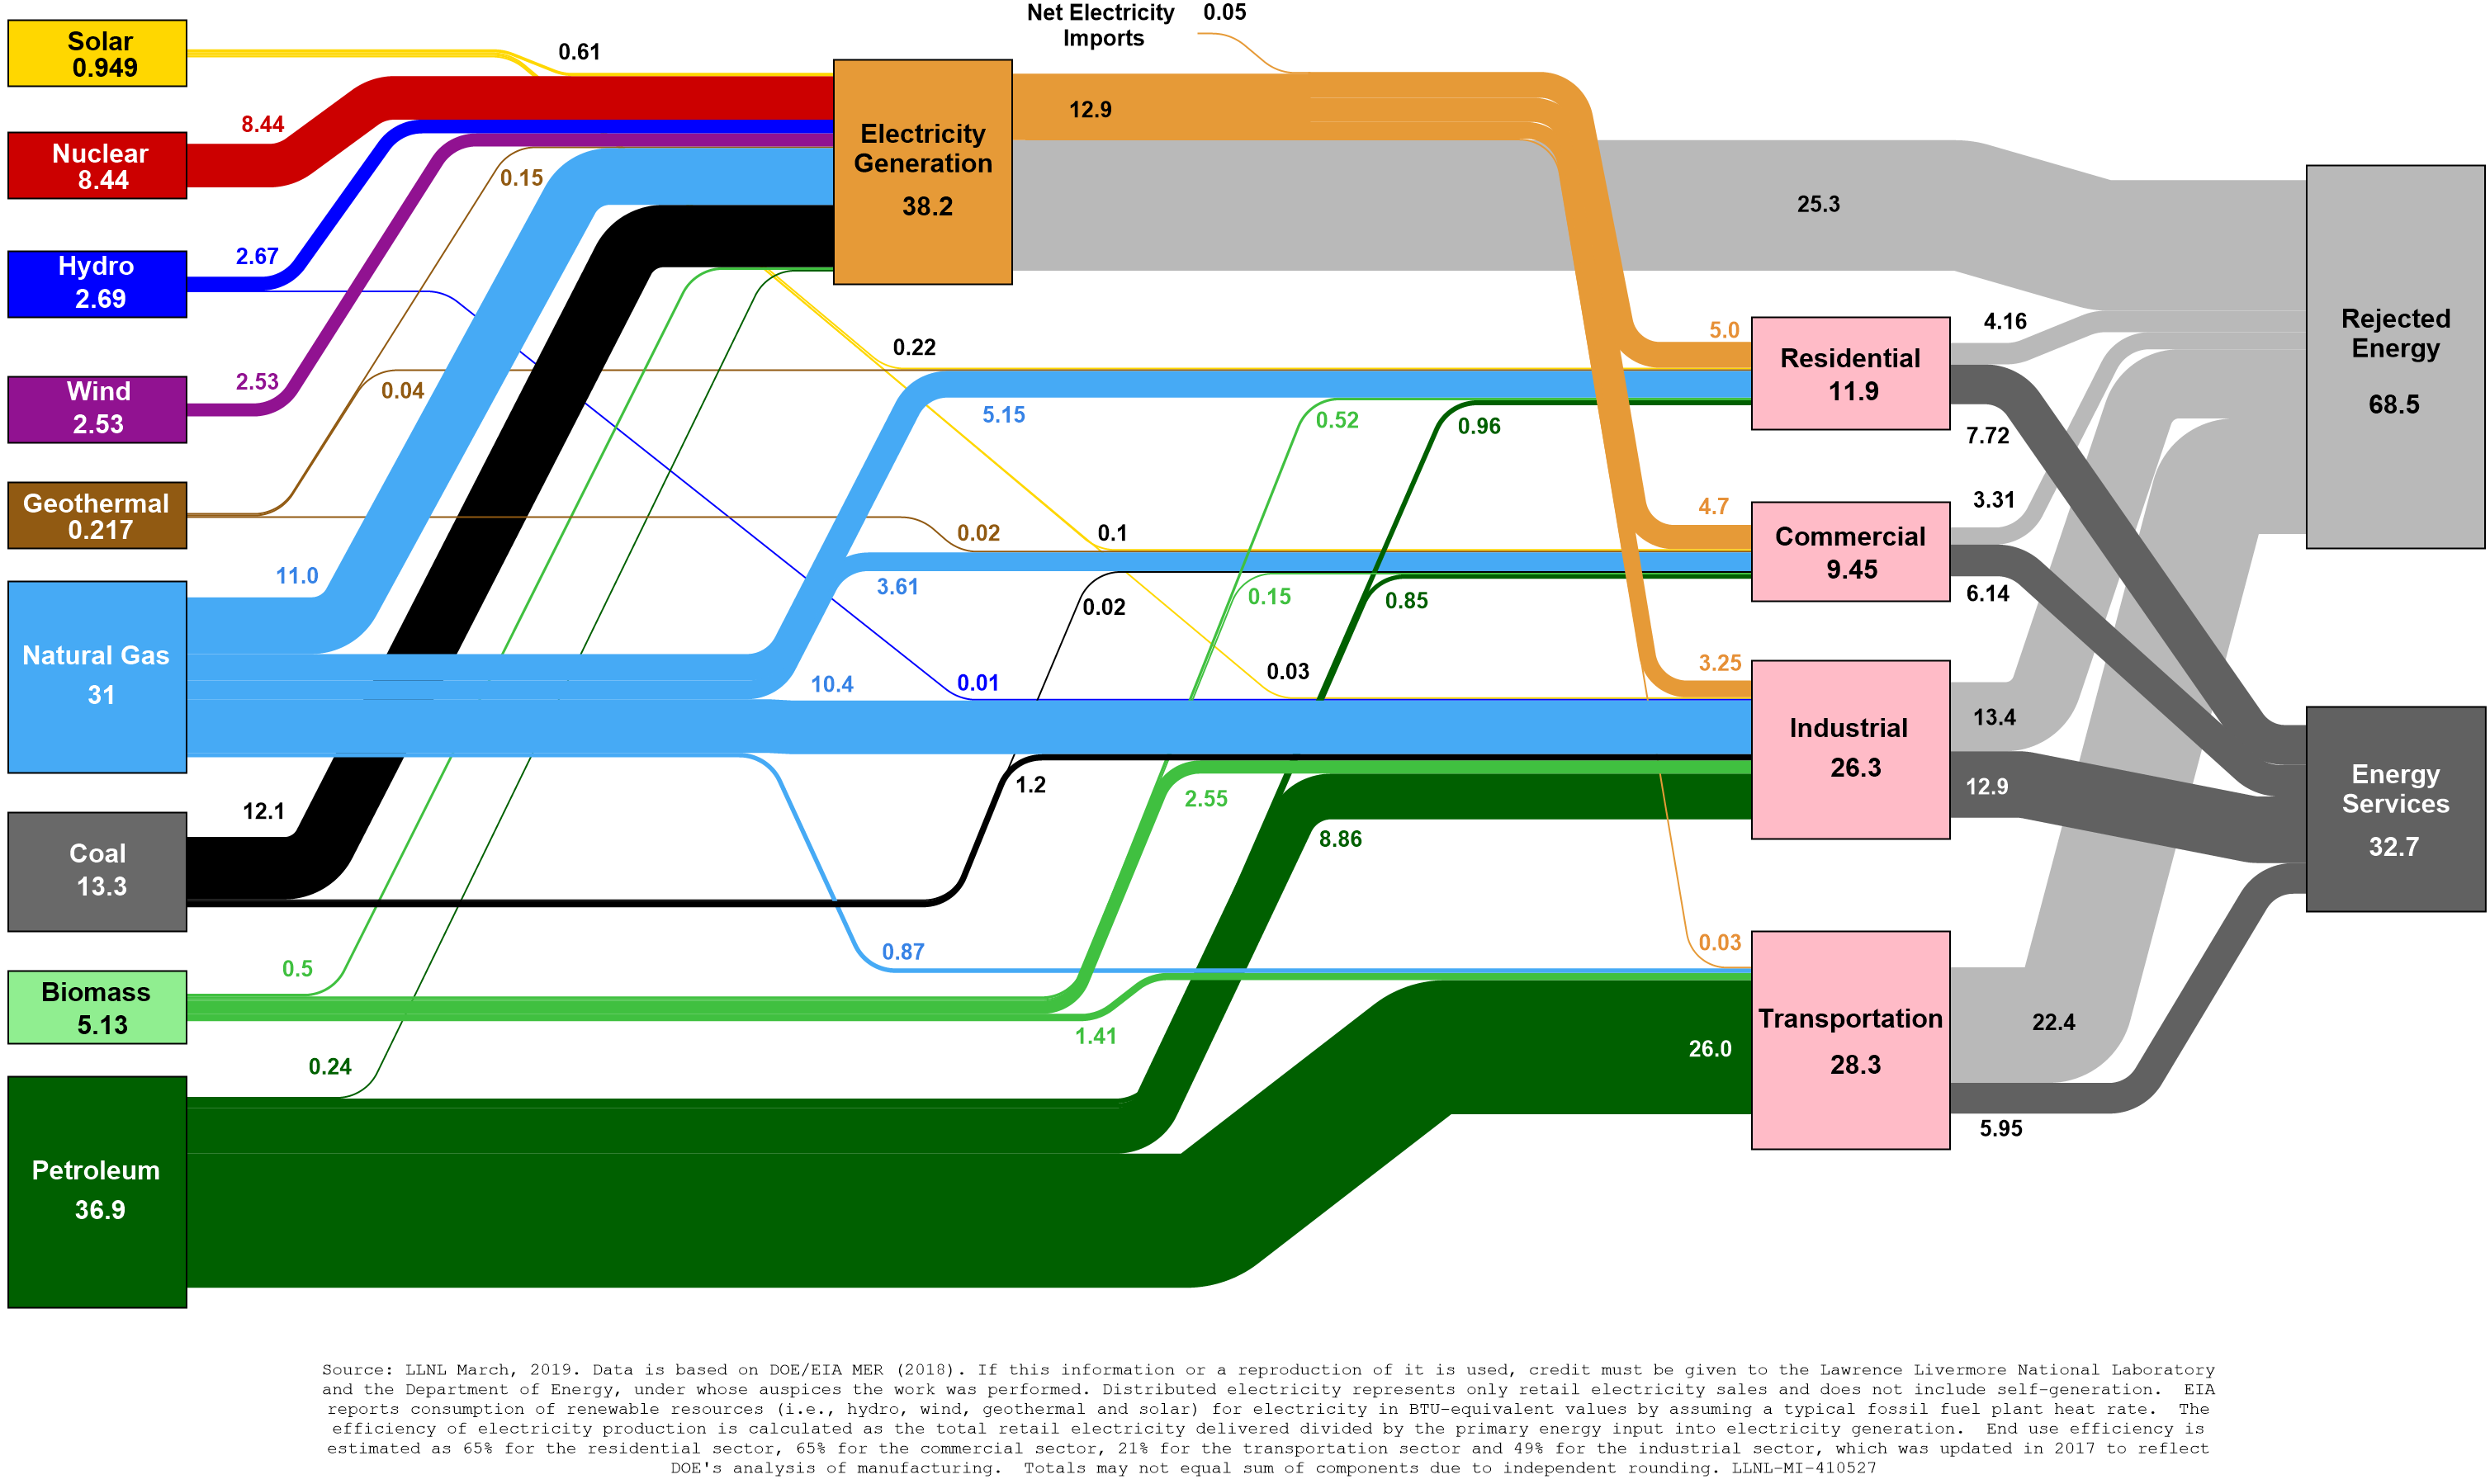 Net Electricity
Imports
0.05
Solar
0.949
0.61
12.9
Electricity
Generation
38.2
Nuclear
8.44
8.44
0.15
25.3
Hydro
2.69
2.67
Rejected
Energy
68.5
Wind
2.53
2.53
0.04
0.22
5.0
Residential
11.9
4.16
7.72
5.15
0.52
0.96
Geothermal
0.217
0.02
0.1
4.7
Commercial
9.45
3.31
6.14
11.0
3.61
0.02
0.15
0.85
Natural Gas
31
10.4
0.01
0.03
3.25
Industrial
26.3
13.4
12.9
Energy
Services
32.7
Coal
13.3
12.1
1.2
2.55
8.86
Biomass
5.13
0.5
0.87
0.03
1.41
Transportation
28.3
22.4
5.95
0.24
26.0
Petroleum
36.9
Source: LLNL March, 2019. Data is based on DOE/EIA MER (2018). If this information or a reproduction of it is used, credit must be given to the Lawrence Livermore National Laboratory
and the Department of Energy, under whose auspices the work was performed. Distributed electricity represents only retail electricity sales and does not include self-generation.  EIA
reports consumption of renewable resources (i.e., hydro, wind, geothermal and solar) for electricity in BTU-equivalent values by assuming a typical fossil fuel plant heat rate.  The
efficiency of electricity production is calculated as the total retail electricity delivered divided by the primary energy input into electricity generation.  End use efficiency is
estimated as 65% for the residential sector, 65% for the commercial sector, 21% for the transportation sector and 49% for the industrial sector, which was updated in 2017 to reflect
DOE's analysis of manufacturing.  Totals may not equal sum of components due to independent rounding. LLNL-MI-410527